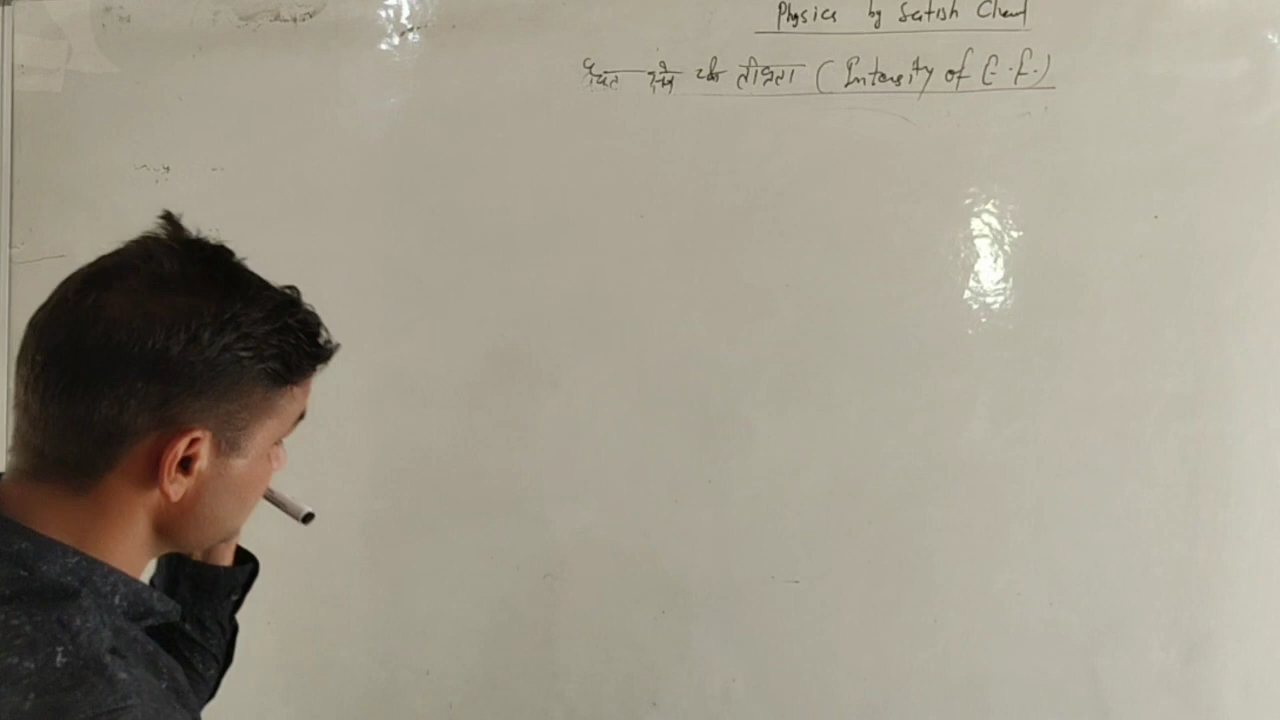 Physics by Satish Chand
क्षेत्र की तीव्रता (Intensity of E.F.)